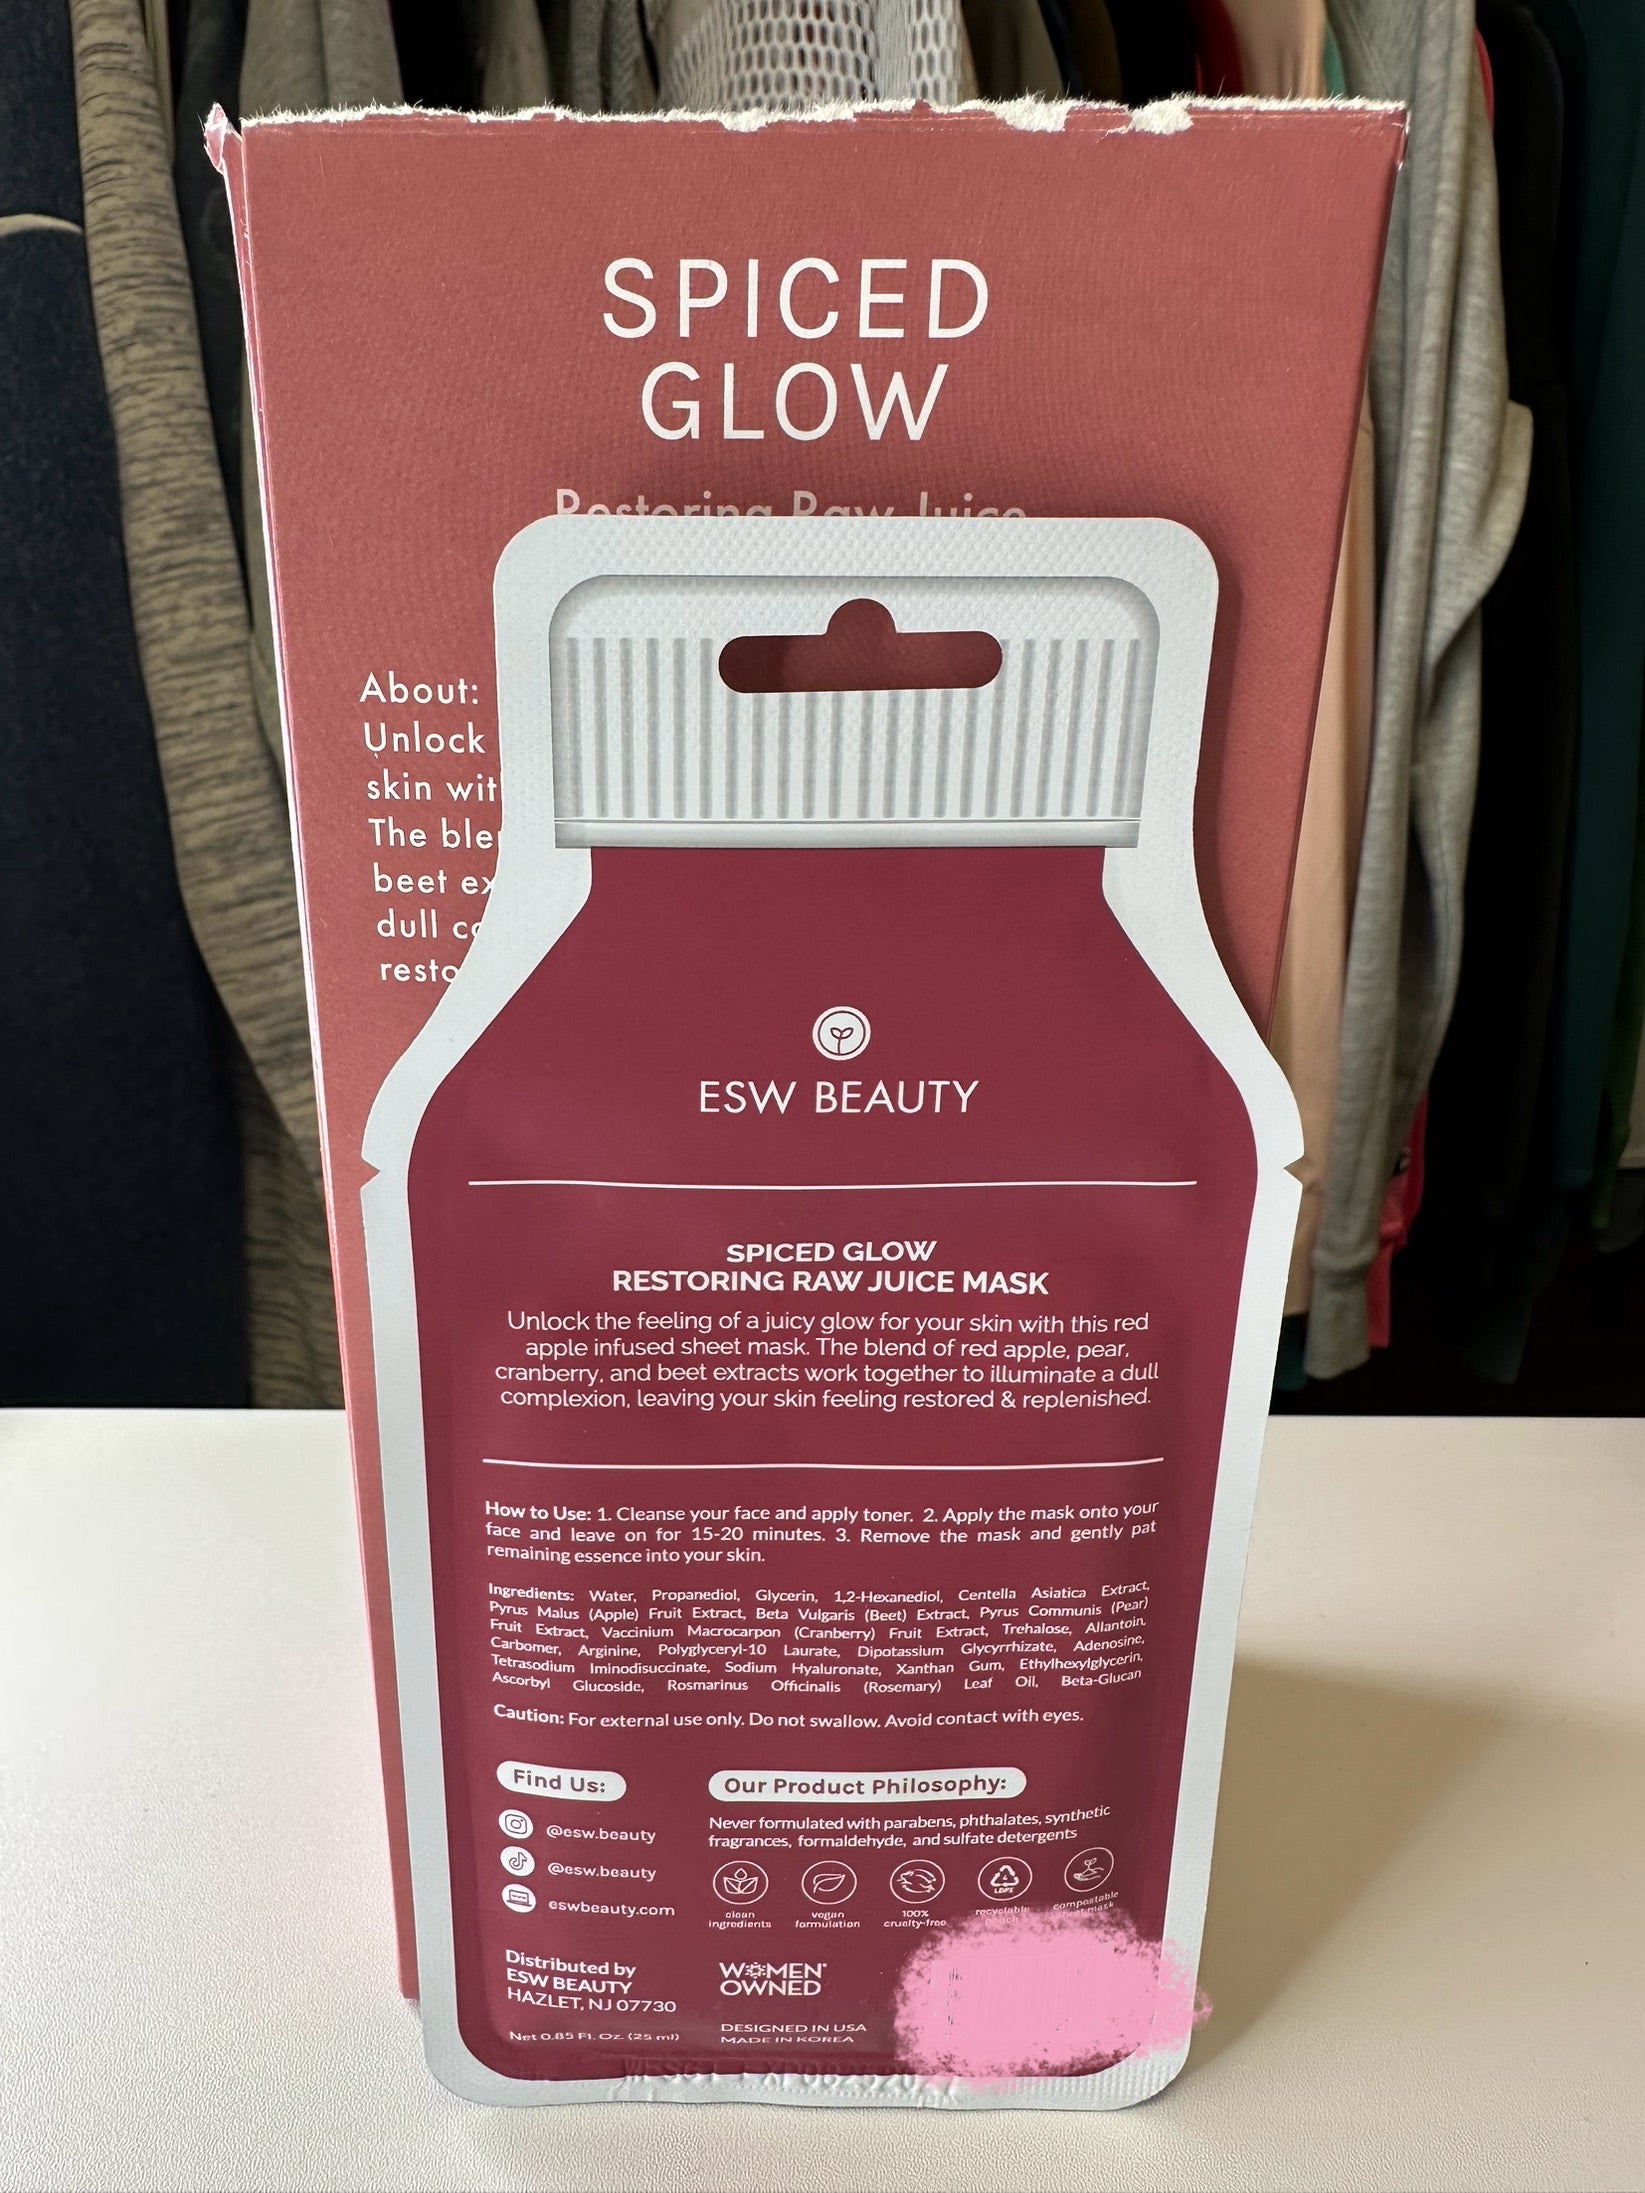 SPICED
GLOW
Restoring Raw Juice
About:
Unlock
skin wit
The ble
beet ex
dull co
resto
ESW BEAUTY
SPICED GLOW
RESTORING RAW JUICE MASK
Unlock the feeling of a juicy glow for your skin with this red
apple infused sheet mask. The blend of red apple, pear,
cranberry, and beet extracts work together to illuminate a dull
complexion, leaving your skin feeling restored & replenished.
How to Use: 1. Cleanse your face and apply toner. 2. Apply the mask onto your
face and leave on for 15-20 minutes. 3. Remove the mask and gently pat
remaining essence into your skin.
Ingredients: Water, Propanediol, Glycerin, 1,2-Hexanediol, Centella Asiatica Extract,
Pyrus Malus (Apple) Fruit Extract, Beta Vulgaris (Beet) Extract, Pyrus Communis (Pear)
Fruit Extract, Vaccinium Macrocarpon (Cranberry) Fruit Extract, Trehalose, Allantoin,
Carbomer, Arginine, Polyglyceryl-10 Laurate, Dipotassium Glycyrrhizate, Adenosine,
Tetrasodium Iminodisuccinate, Sodium Hyaluronate, Xanthan Gum, Ethylhexylglycerin,
Ascorbyl Glucoside, Rosmarinus Officinalis (Rosemary) Leaf Oil, Beta-Glucan
Caution: For external use only. Do not swallow. Avoid contact with eyes.
Find Us:
@esw.beauty
@esw.beauty
eswbeauty.com
Our Product Philosophy:
Never formulated with parabens, phthalates, synthetic
fragrances, formaldehyde, and sulfate detergents
LDPE
clean
ingredients
vegan
formulation
100%
cruelty-free
recyclable
pouch
compostable
sheet mask
Distributed by
ESW BEAUTY
HAZLET, NJ 07730
Net 0.85 Fl. Oz. (25 ml)
WOMEN
OWNED
DESIGNED IN USA
MADE IN KOREA